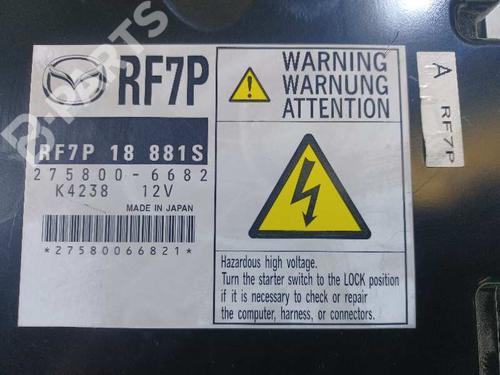 B-PARTS
RF7P
RF7P 18 881S
275800-6682
K4238 12V
MADE IN JAPAN
*27580066821*
WARNING
WARNUNG
ATTENTION
Hazardous high voltage.
Turn the starter switch to the LOCK position
if it is necessary to check or repair
the computer, harness, or connectors.
A RF7P